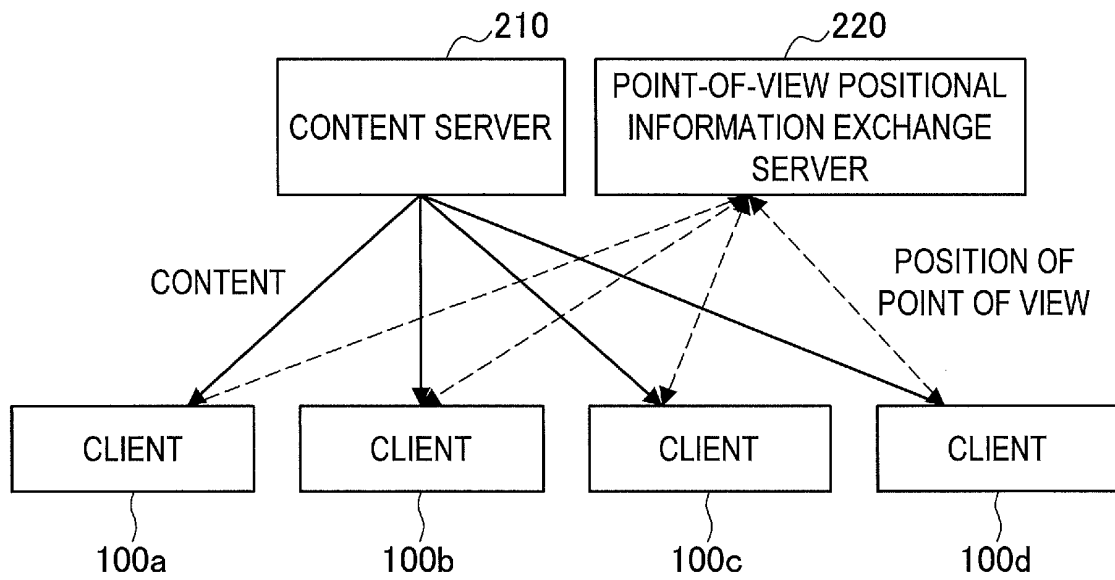 210
220
CONTENT SERVER
POINT-OF-VIEW POSITIONAL
INFORMATION EXCHANGE
SERVER
CONTENT
POSITION OF
POINT OF VIEW
CLIENT
CLIENT
CLIENT
CLIENT
100a
100b
100c
100d